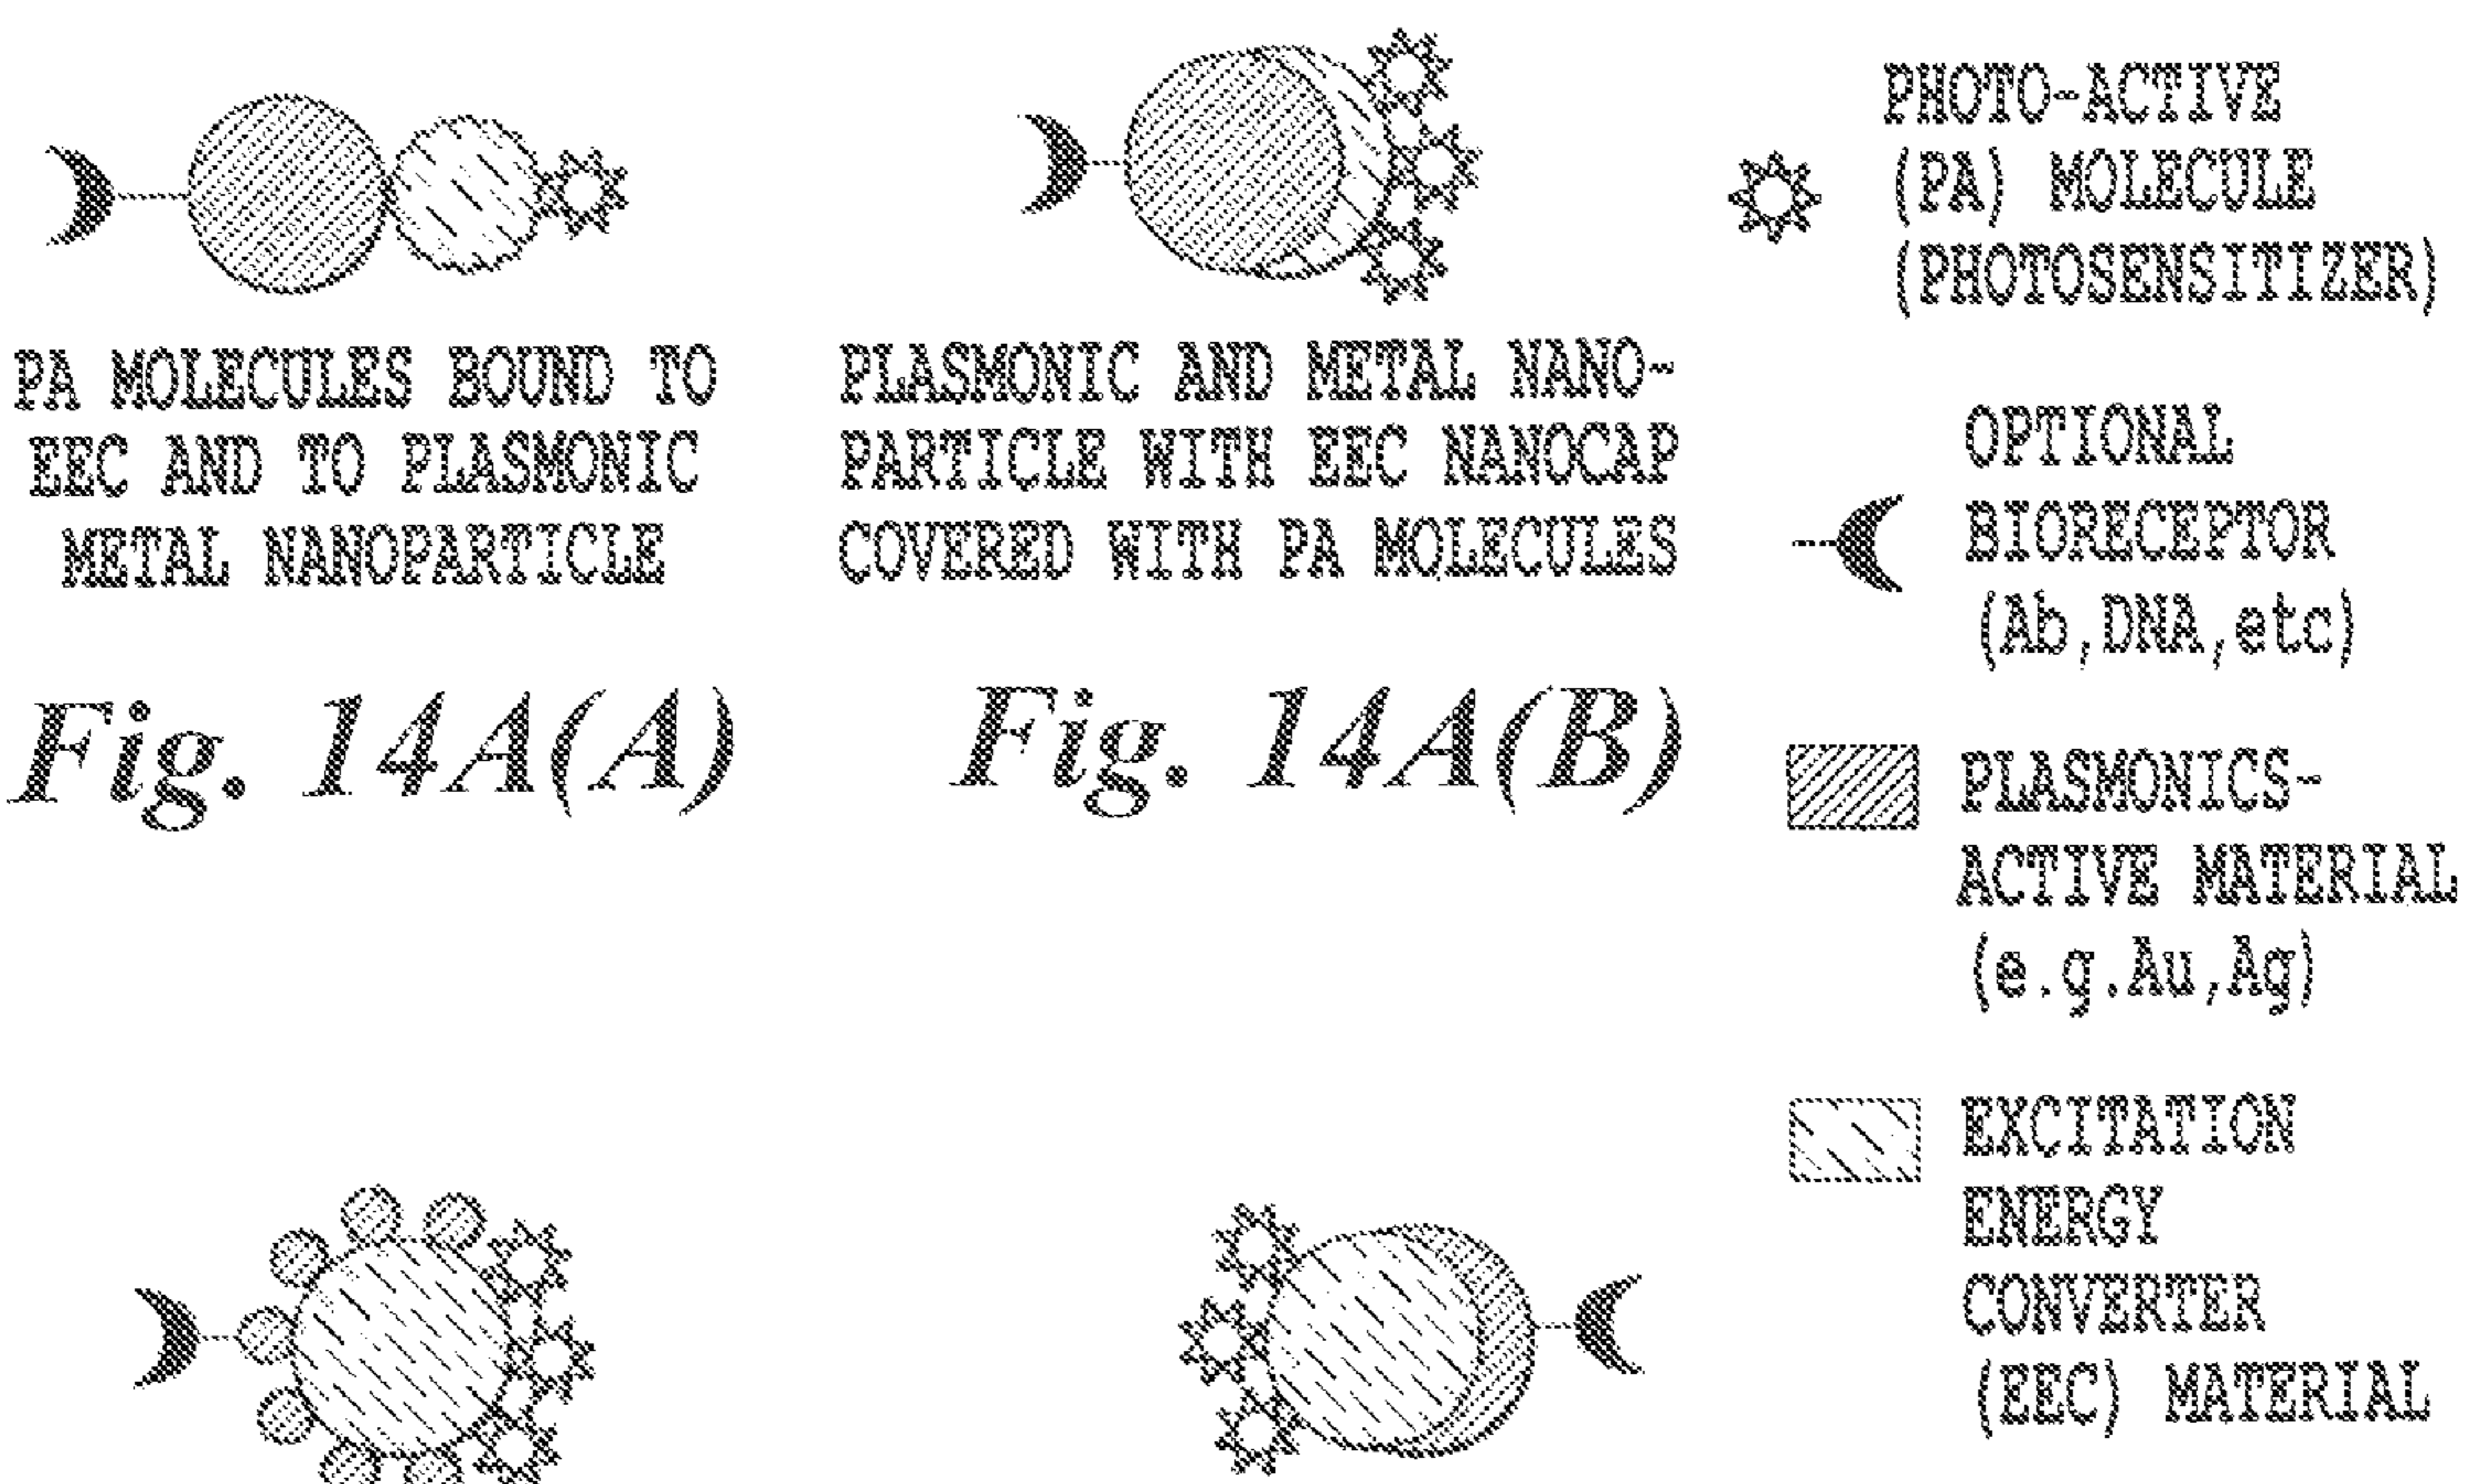 PA MOLECULES BOUND TO
EEC AND TO PLASMONIC
METAL NANOPARTICLE
Fig. 14A(A)
PLASMONIC AND METAL NANO-
PARTICLE WITH EEC NANOCAP
COVERED WITH PA MOLECULES
Fig. 14A(B)
PHOTO-ACTIVE
(PA) MOLECULE
(PHOTOSENSITIZER)
OPTIONAL
BIORECEPTOR
(Ab,DNA,etc)
PLASMONICS-
ACTIVE MATERIAL
(e.g.Au,Ag)
EXCITATION
ENERGY
CONVERTER
(EEC) MATERIAL